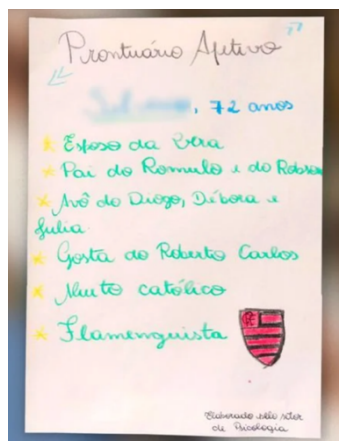 Prontuário Afetivo
, 72 anos
* Esposo da Vera
* Pai do Romulo e do Robson
* Avô do Diogo, Débora e
Julia.
* Gosta do Roberto Carlos
* Muito católico
* Flamenguista
Elaborado pelo setor
de Psicologia